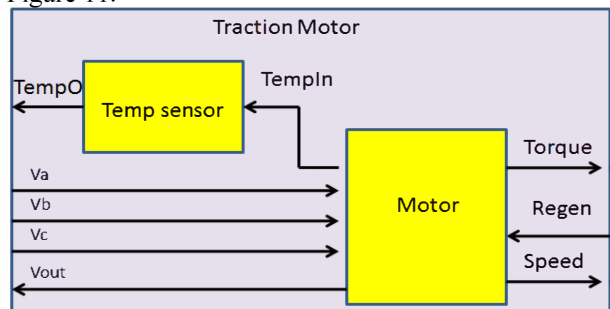 Figure 11.
Traction Motor
TempO
Temp sensor
TempIn
Va
Vb
Vc
Vout
Motor
Torque
Regen
Speed